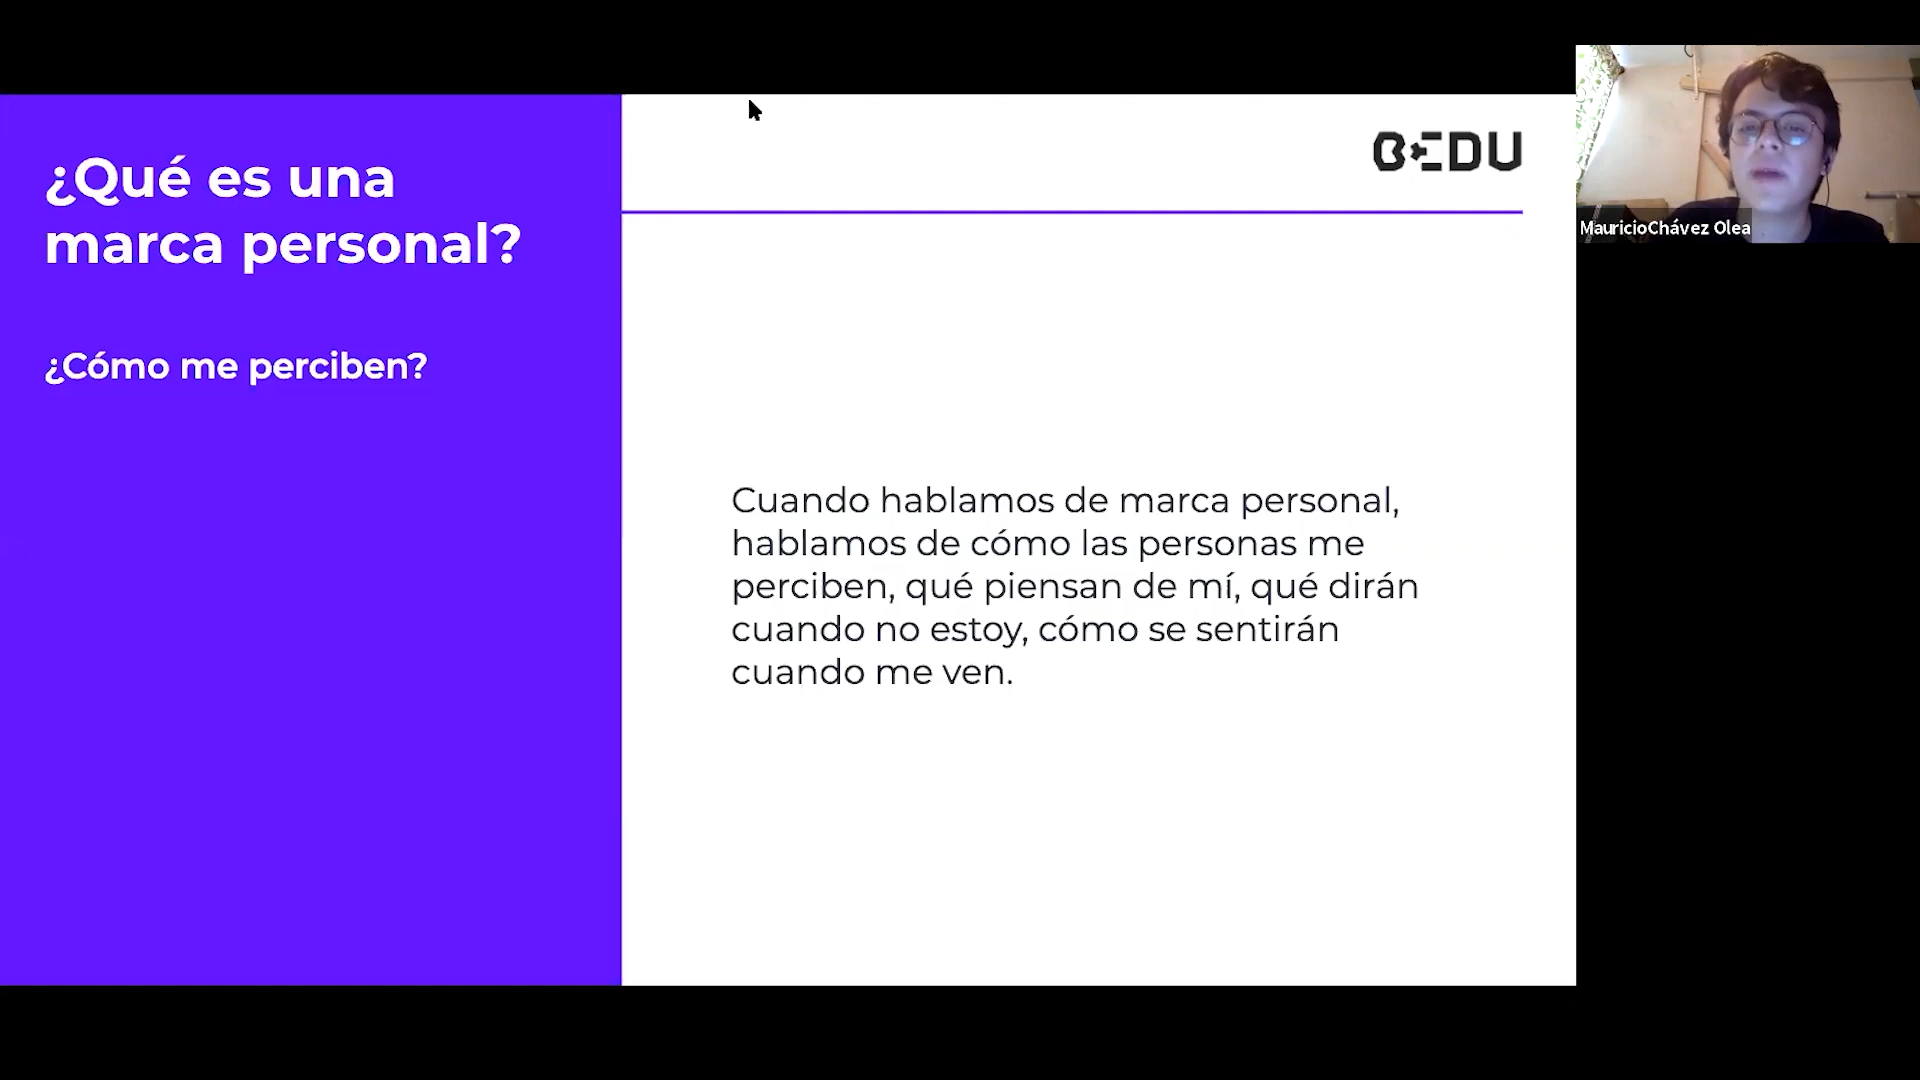 ¿Qué es una
marca personal?
¿Cómo me perciben?
BEDU
Cuando hablamos de marca personal,
hablamos de cómo las personas me
perciben, qué piensan de mí, qué dirán
cuando no estoy, cómo se sentirán
cuando me ven.
MauricioChávez Olea